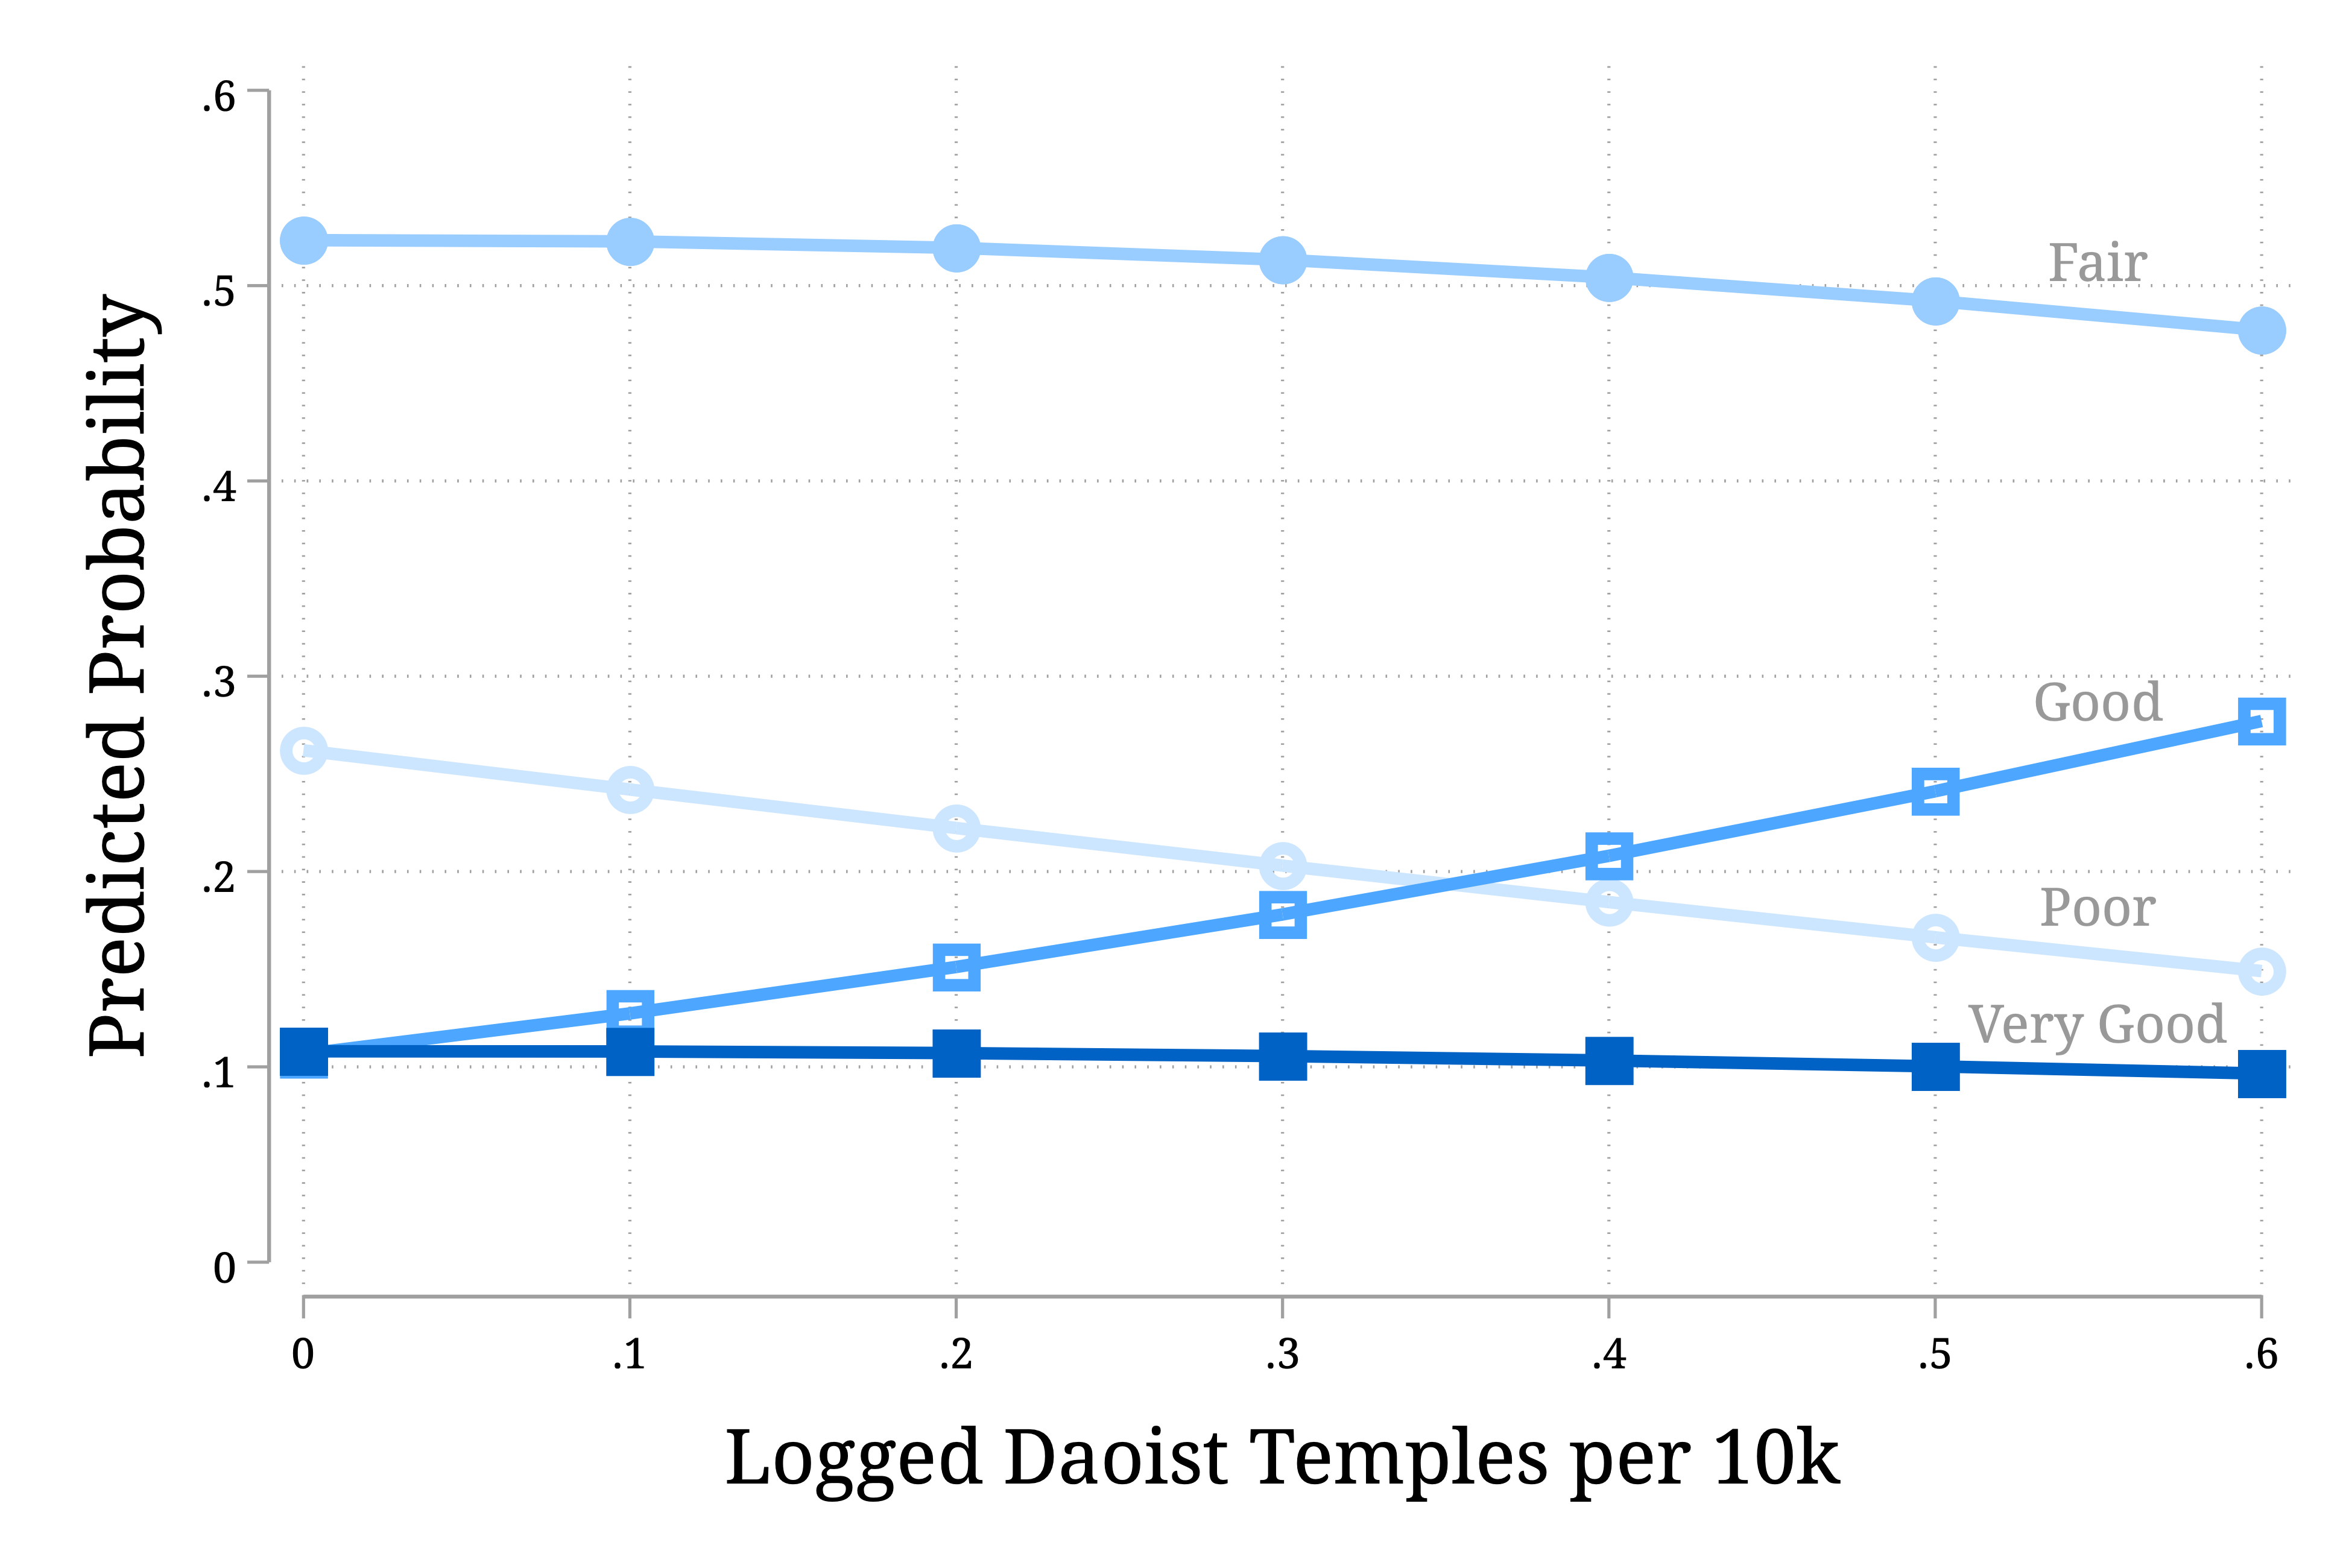 Predicted Probability
.6
.5
.4
.3
.2
.1
0
Fair
Good
Poor
Very Good
0 .1 .2 .3 .4 .5 .6
Logged Daoist Temples per 10k